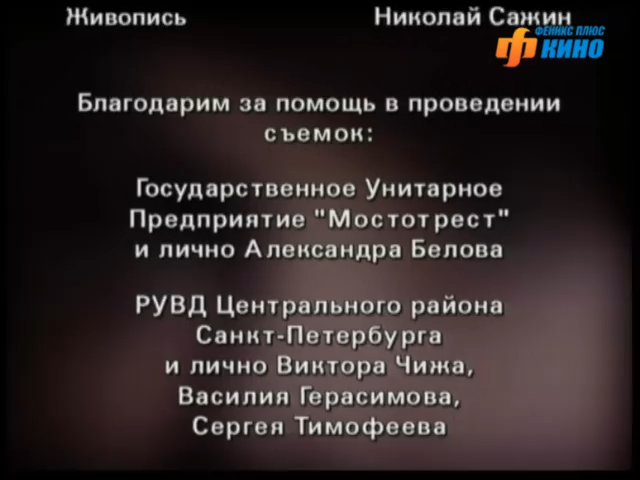 Живопись Николай Сажин
ФЕНИКС ПЛЮС
КИНО
Благодарим за помощь в проведении
съемок:
Государственное Унитарное
Предприятие "Мостотрест"
и лично Александра Белова
РУВД Центрального района
Санкт-Петербурга
и лично Виктора Чижа,
Василия Герасимова,
Сергея Тимофеева